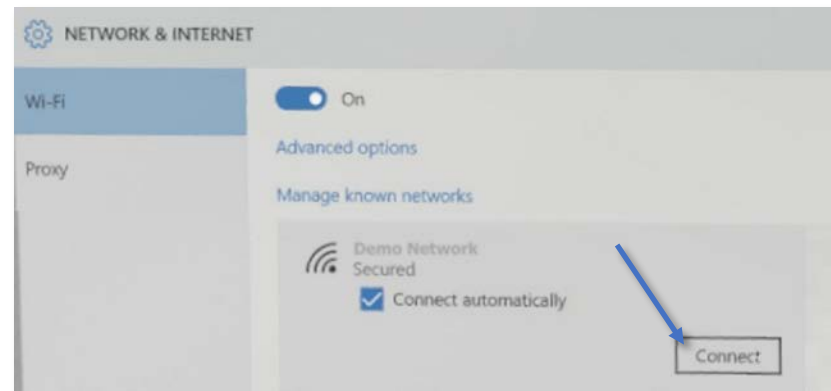 NETWORK & INTERNET
Wi-Fi
On
Advanced options
Proxy
Manage known networks
Demo Network
Secured
Connect automatically
Connect